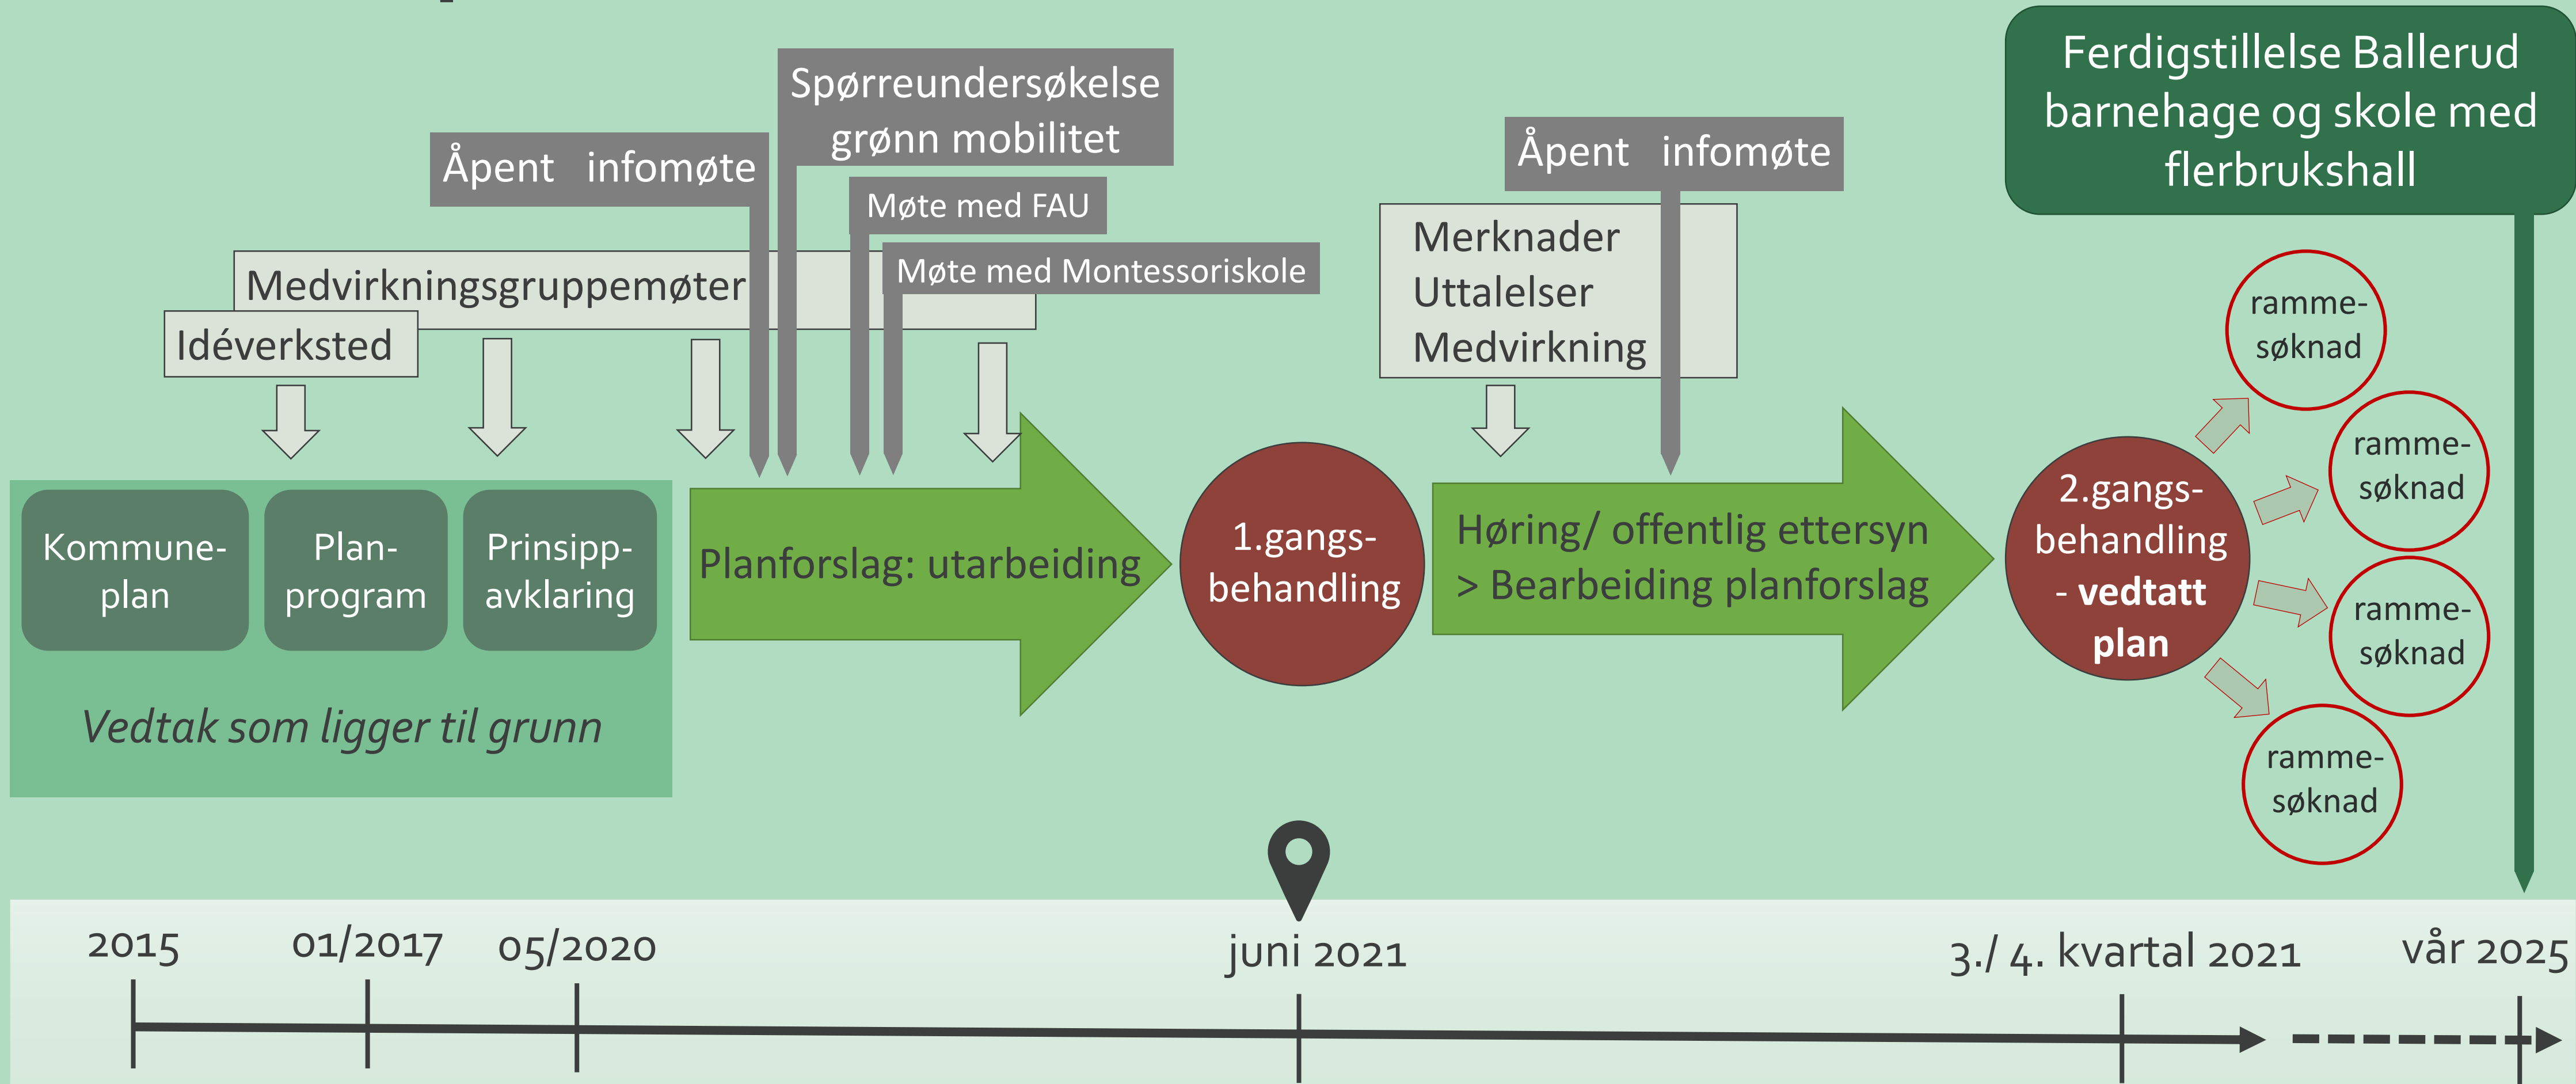 Ferdigstillelse Ballerud
barnehage og skole med
flerbrukshall
Spørreundersøkelse
grønn mobilitet
Åpent infomøte
Åpent infomøte
Møte med FAU
Møte med Montessoriskole
Medvirkningsgruppemøter
Idéverksted
Merknader
Uttalelser
Medvirkning
Kommune-
plan
Plan-
program
Prinsipp-
avklaring
Vedtak som ligger til grunn
Planforslag: utarbeiding
1.gangs-
behandling
Høring/ offentlig ettersyn
> Bearbeiding planforslag
2.gangs-
behandling
- vedtatt
plan
ramme-
søknad
ramme-
søknad
ramme-
søknad
ramme-
søknad
2015
01/2017
05/2020
juni 2021
3./ 4. kvartal 2021
vår 2025